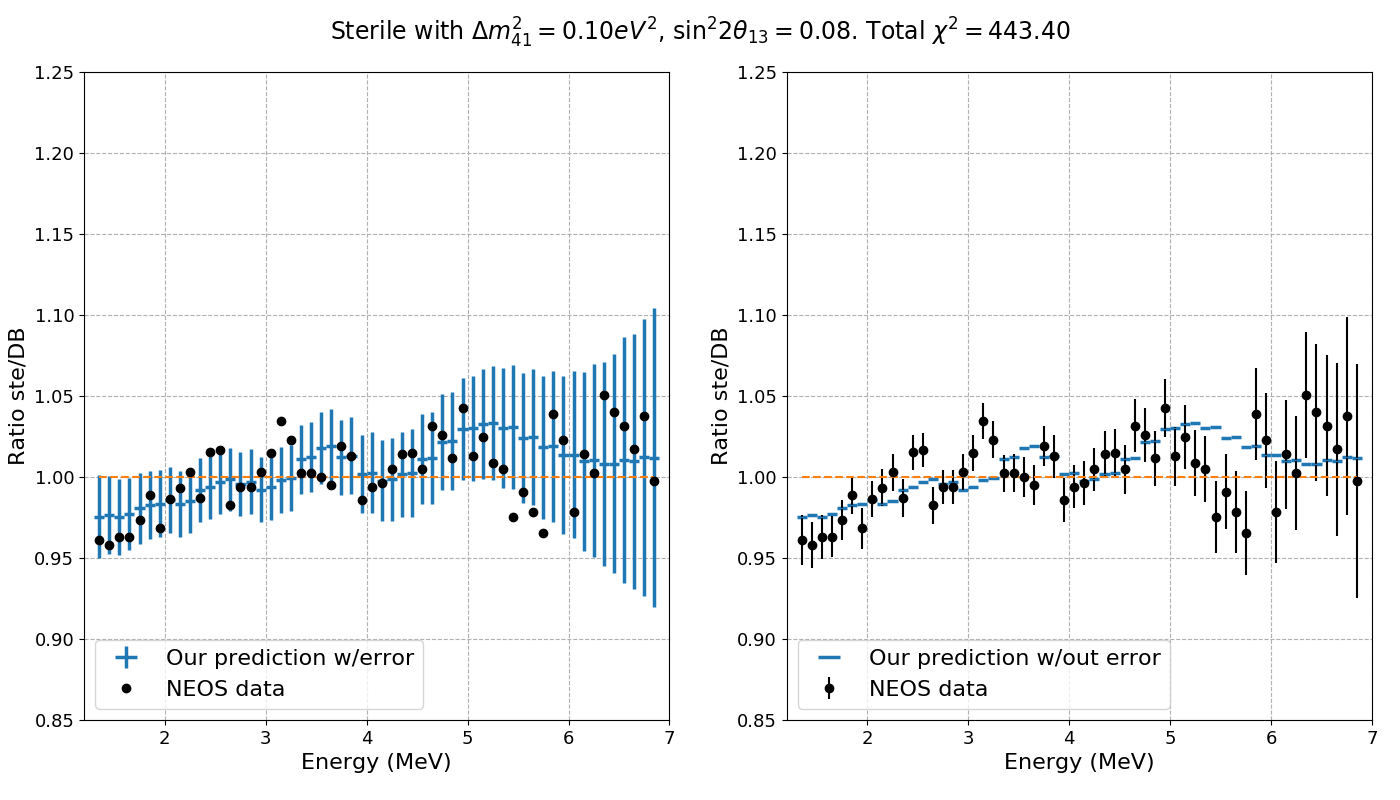 Sterile with Δm²₄₁ = 0.10eV², sin²2θ₁₃ = 0.08. Total χ² = 443.40
Ratio ste/DB
1.25
1.20
1.15
1.10
1.05
1.00
0.95
0.90
0.85
Our prediction w/error
NEOS data
2 3 4 5 6 7
Energy (MeV)
Ratio ste/DB
1.25
1.20
1.15
1.10
1.05
1.00
0.95
0.90
0.85
Our prediction w/out error
NEOS data
2 3 4 5 6 7
Energy (MeV)